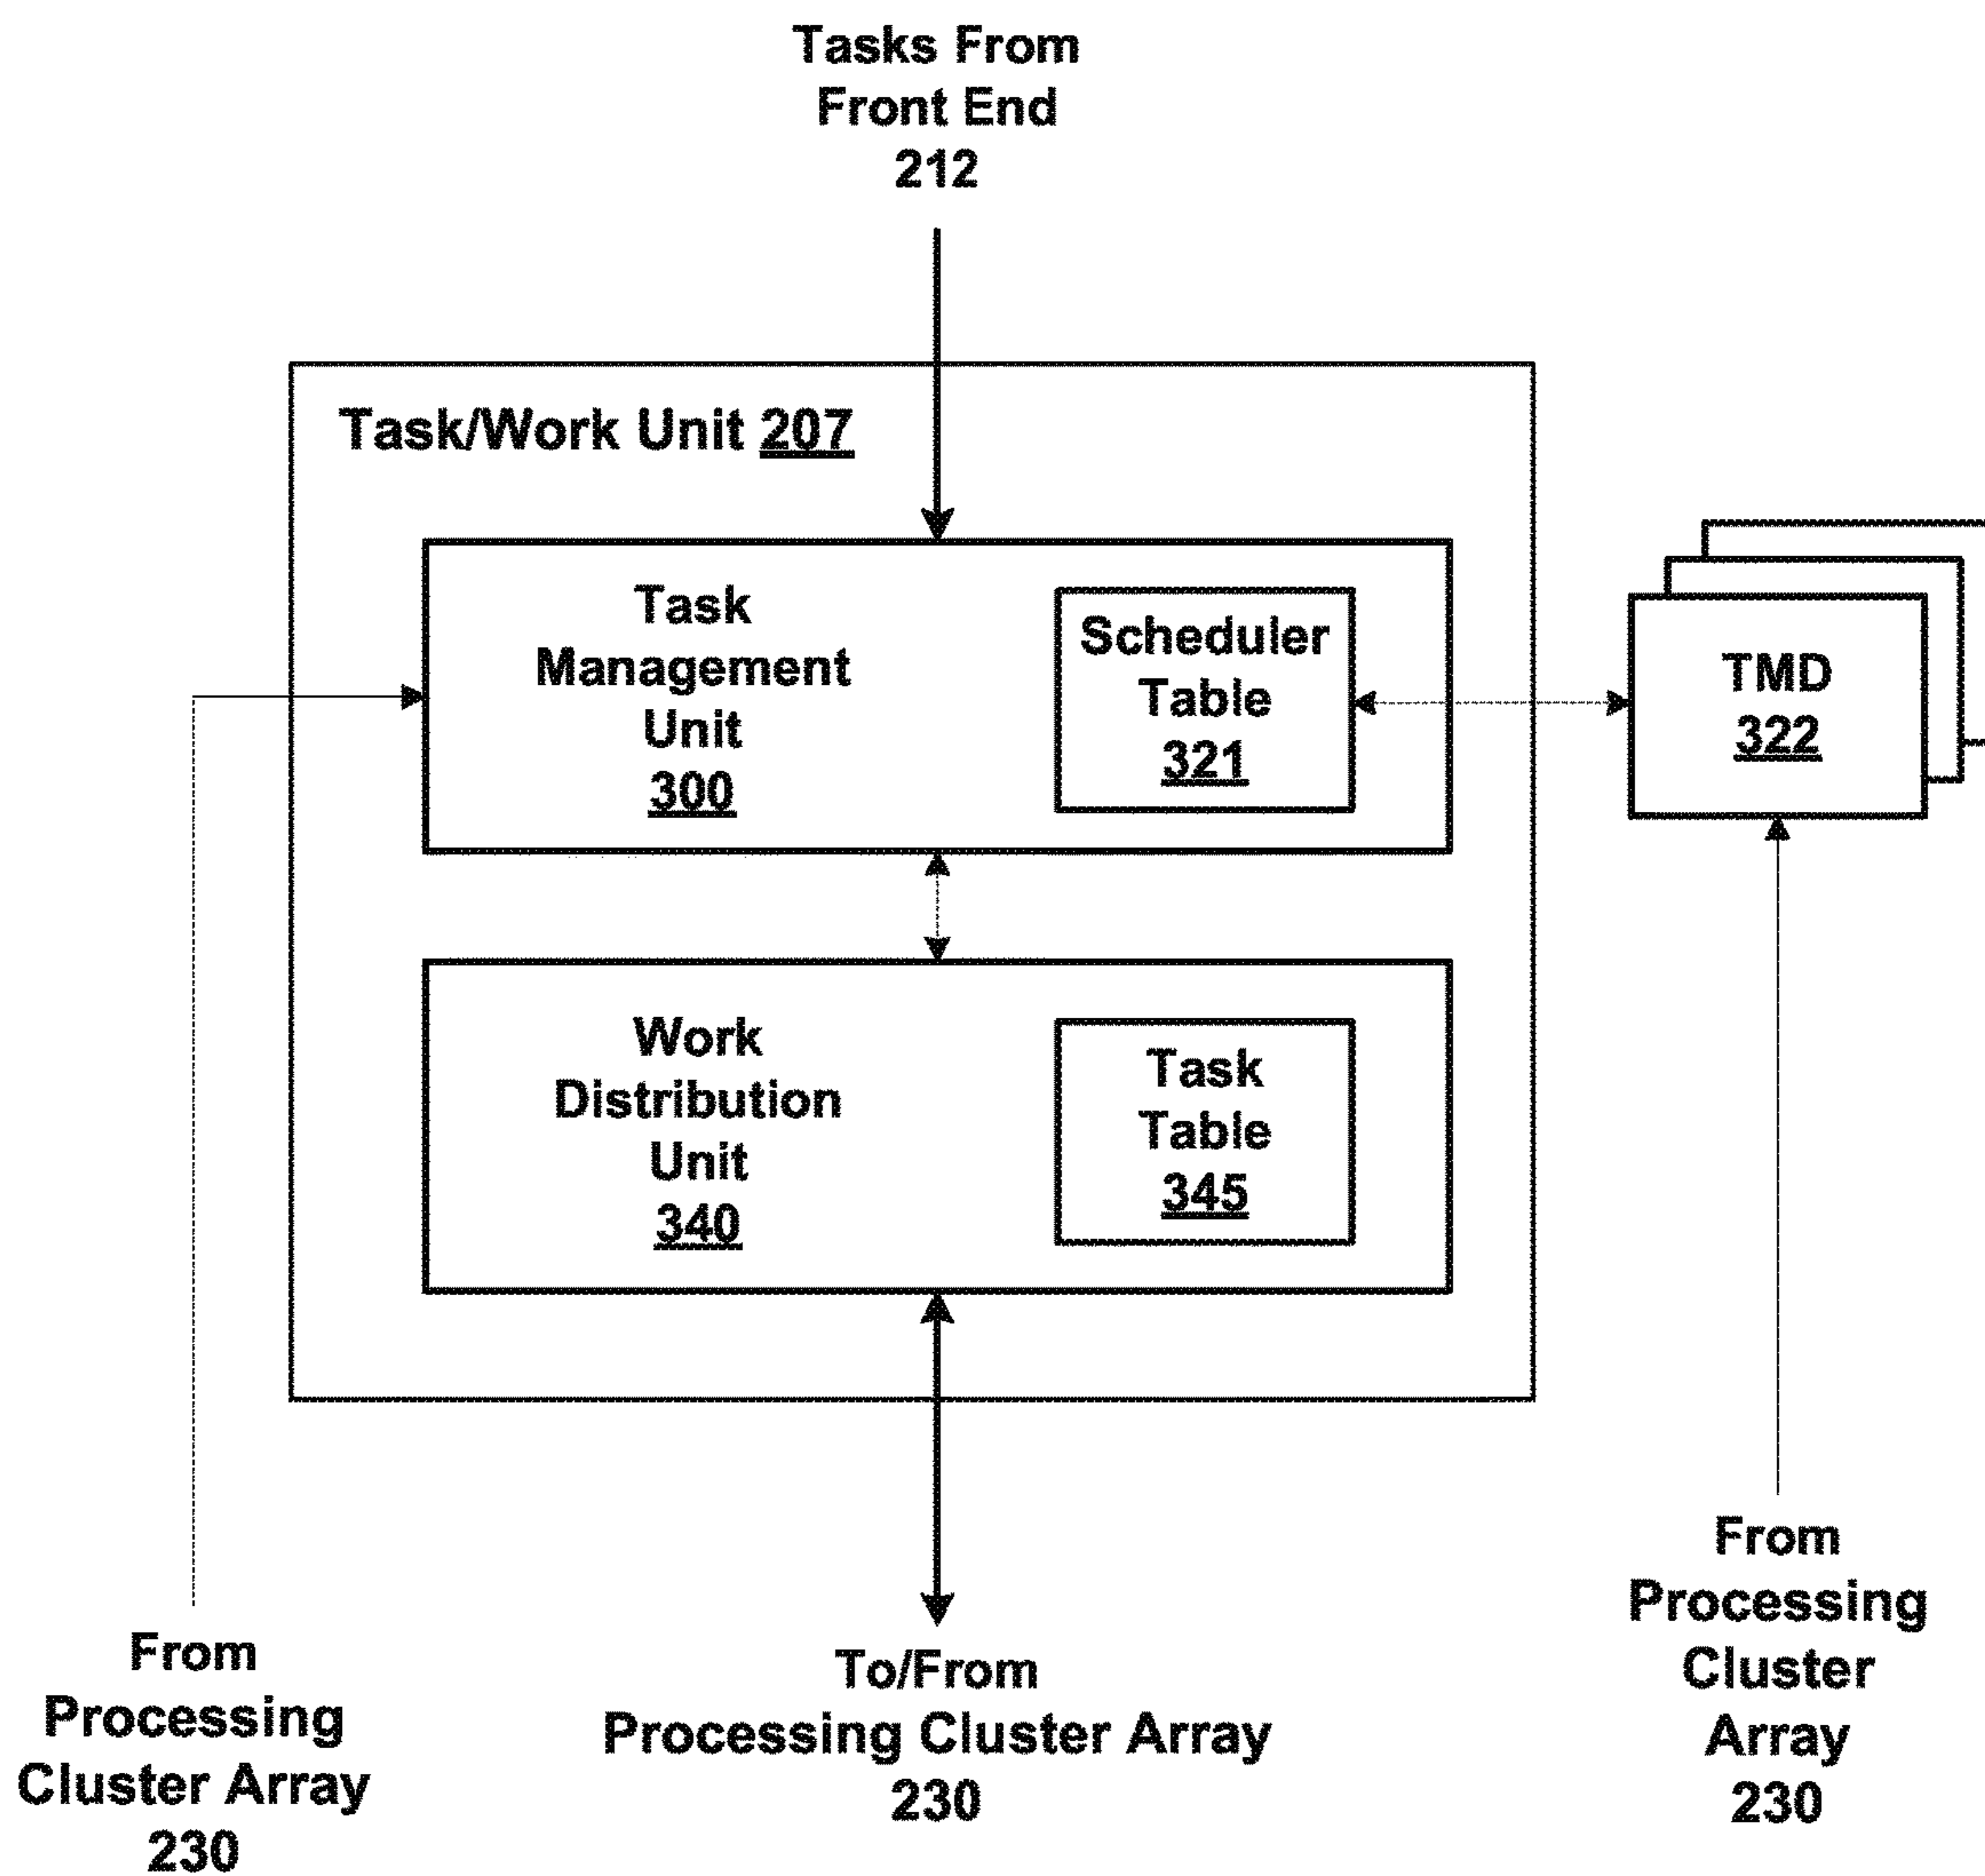 Tasks From
Front End
212
Task/Work Unit 207
Task
Management
Unit
300
Scheduler
Table
321
TMD
322
Work
Distribution
Unit
340
Task
Table
345
From
Processing
Cluster Array
230
To/From
Processing Cluster Array
230
From
Processing
Cluster
Array
230